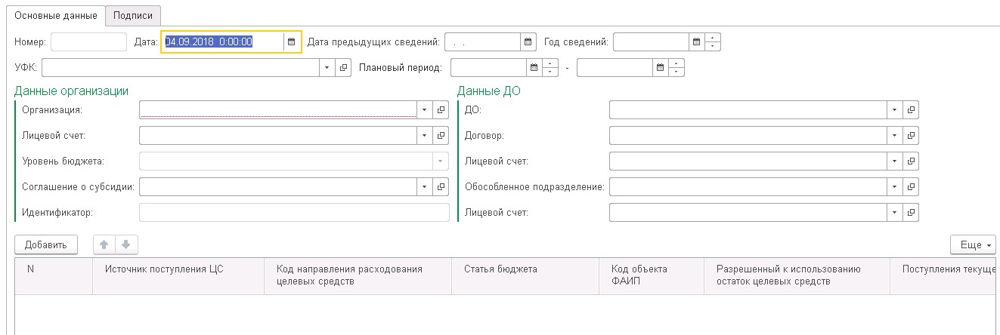 Основные данные Подписи
Номер: Дата: 04.09.2018 0:00:00 Дата предыдущих сведений: . . Год сведений:
УФК: Плановый период: -
Данные организации Данные ДО
Организация: ДО:
Лицевой счет: Договор:
Уровень бюджета: Лицевой счет:
Соглашение о субсидии: Обособленное подразделение:
Идентификатор: Лицевой счет:
Добавить Еще
N Источник поступления ЦС Код направления расходования Статья бюджета Код объекта Разрешенный к использованию Поступления текуще
целевых средств ФАИП остаток целевых средств